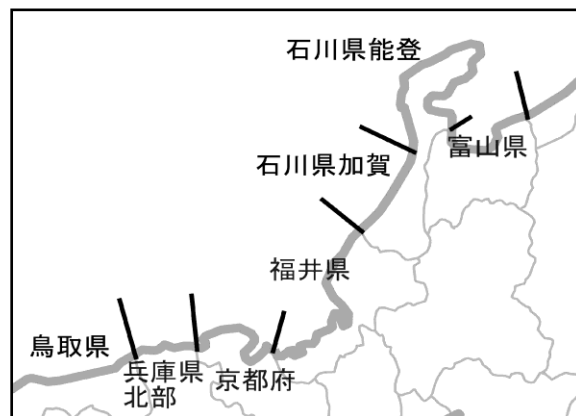 石川県能登
富山県
石川県加賀
福井県
鳥取県
兵庫県
北部
京都府